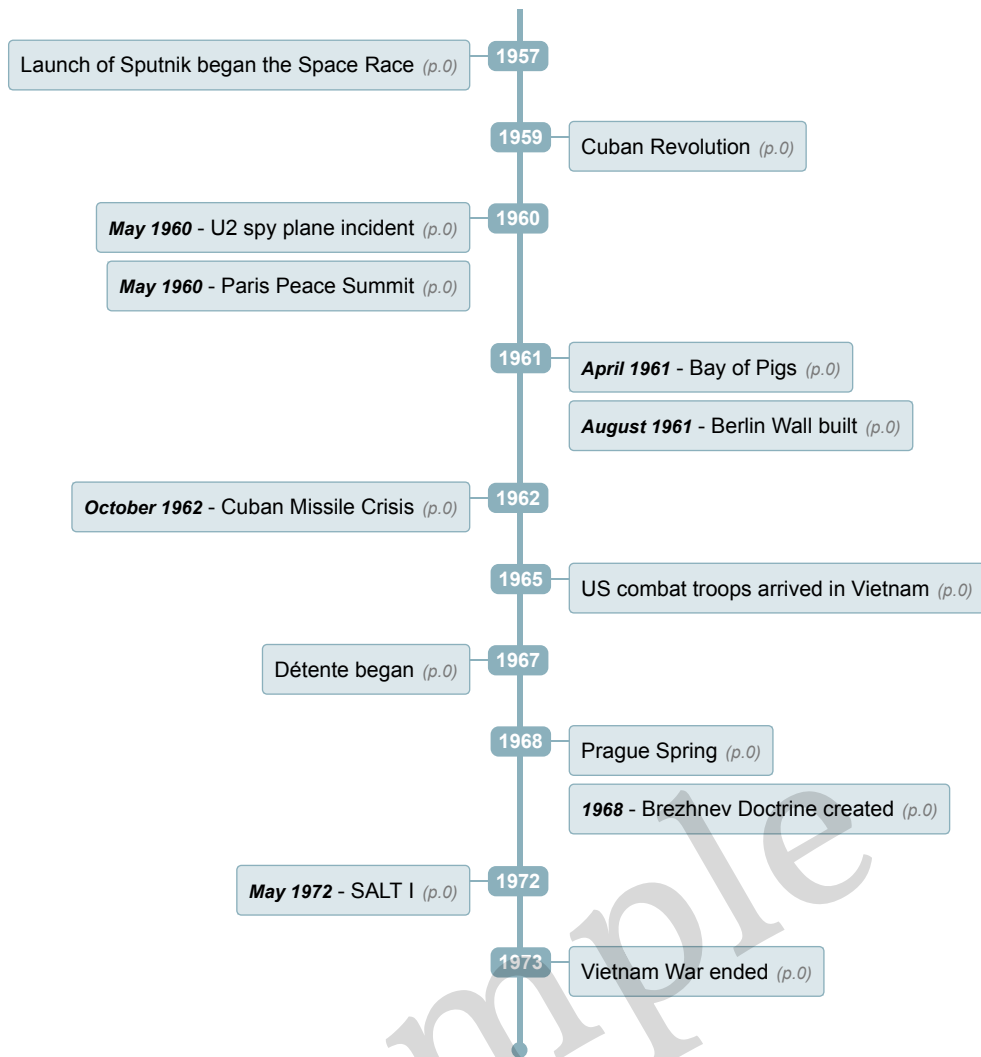 1957
Launch of Sputnik began the Space Race (p.0)
1959
Cuban Revolution (p.0)
1960
May 1960 - U2 spy plane incident (p.0)
May 1960 - Paris Peace Summit (p.0)
1961
April 1961 - Bay of Pigs (p.0)
August 1961 - Berlin Wall built (p.0)
1962
October 1962 - Cuban Missile Crisis (p.0)
1965
US combat troops arrived in Vietnam (p.0)
1967
Détente began (p.0)
1968
Prague Spring (p.0)
1968 - Brezhnev Doctrine created (p.0)
1972
May 1972 - SALT I (p.0)
1973
Vietnam War ended (p.0)